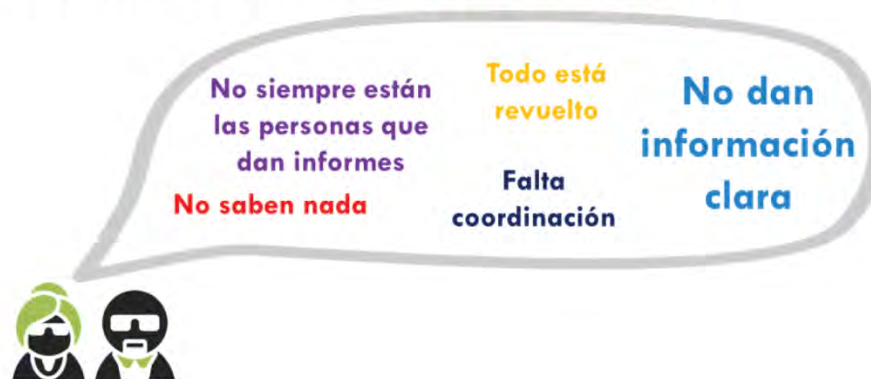 No siempre están
las personas que
dan informes
No saben nada
Todo está
revuelto
Falta
coordinación
No dan
información
clara